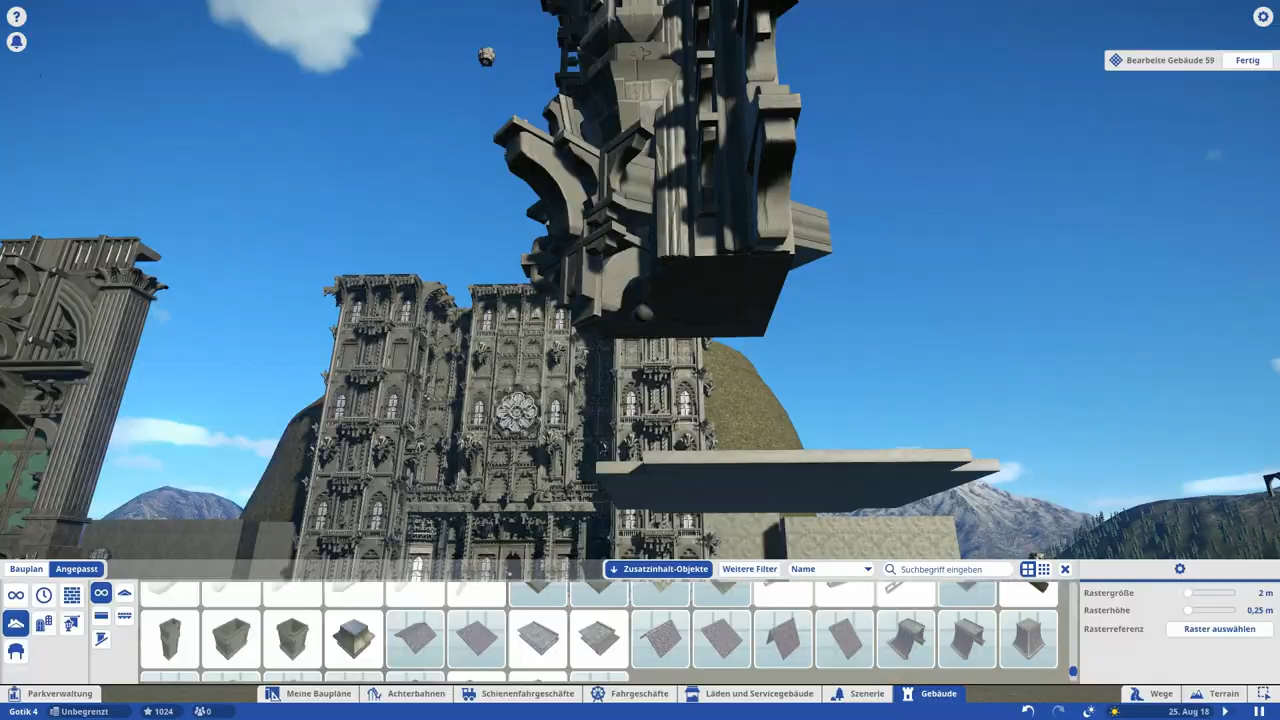 Bearbeite Gebäude 59
Fertig
Bauplan
Angepasst
Zusatzinhalt-Objekte
Weitere Filter
Name
Suchbegriff eingeben
Rastergröße
2 m
Rasterhöhe
0,25 m
Rasterreferenz
Raster auswählen
Parkverwaltung
Meine Baupläne
Achterbahnen
Schienenfahrgeschäfte
Fahrgeschäfte
Läden und Servicegebäude
Szenerie
Gebäude
Wege
Terrain
Gotik 4
Unbegrenzt
1024
0
25. Aug 18